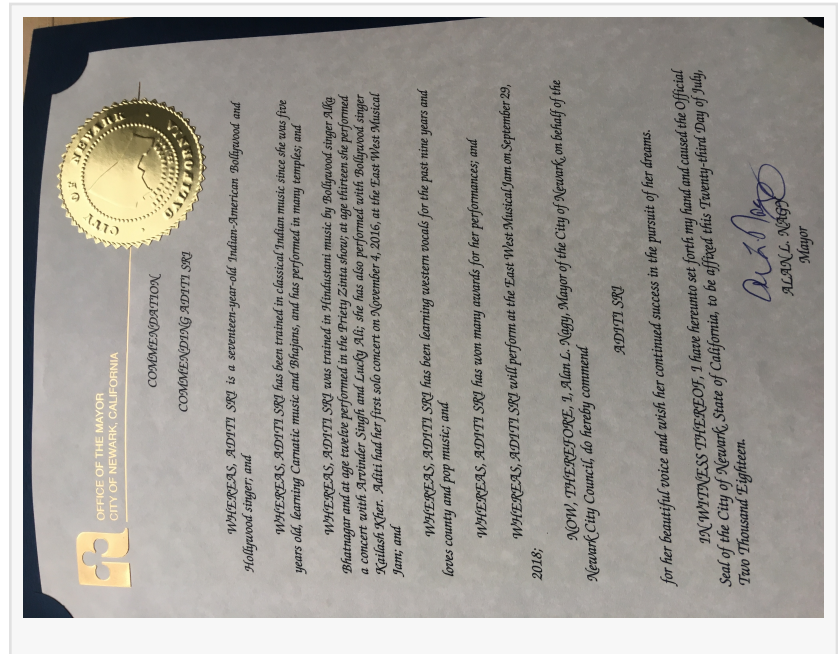 OFFICE OF THE MAYOR
CITY OF NEWARK, CALIFORNIA
CITY OF NEWARK · CALIFORNIA
COMMENDATION
COMMENDING ADITI SRI
WHEREAS, ADITI SRI is a seventeen-year-old Indian-American Bollywood and
Hollywood singer; and
WHEREAS, ADITI SRI has been trained in classical Indian music since she was five
years old, learning Carnatic music and Bhajans, and has performed in many temples; and
WHEREAS, ADITI SRI was trained in Hindustani music by Bollywood singer Alka
Bhatnagar and at age twelve performed in the Priety Zinta show; at age thirteen she performed
a concert with Arvinder Singh and Lucky Ali; she has also performed with Bollywood singer
Kailash Kher. Aditi had her first solo concert on November 4, 2016, at the East West Musical
Jam; and
WHEREAS, ADITI SRI has been learning western vocals for the past nine years and
loves county and pop music; and
WHEREAS, ADITI SRI has won many awards for her performances; and
WHEREAS, ADITI SRI will perform at the East West Musical Jam on September 29,
2018;
NOW, THEREFORE, I, Alan L. Nagy, Mayor of the City of Newark, on behalf of the
Newark City Council, do hereby commend
ADITI SRI
for her beautiful voice and wish her continued success in the pursuit of her dreams.
IN WITNESS THEREOF, I have hereunto set forth my hand and caused the Official
Seal of the City of Newark, State of California, to be affixed this Twenty-third Day of July,
Two Thousand Eighteen.
ALAN L. NAGY
Mayor